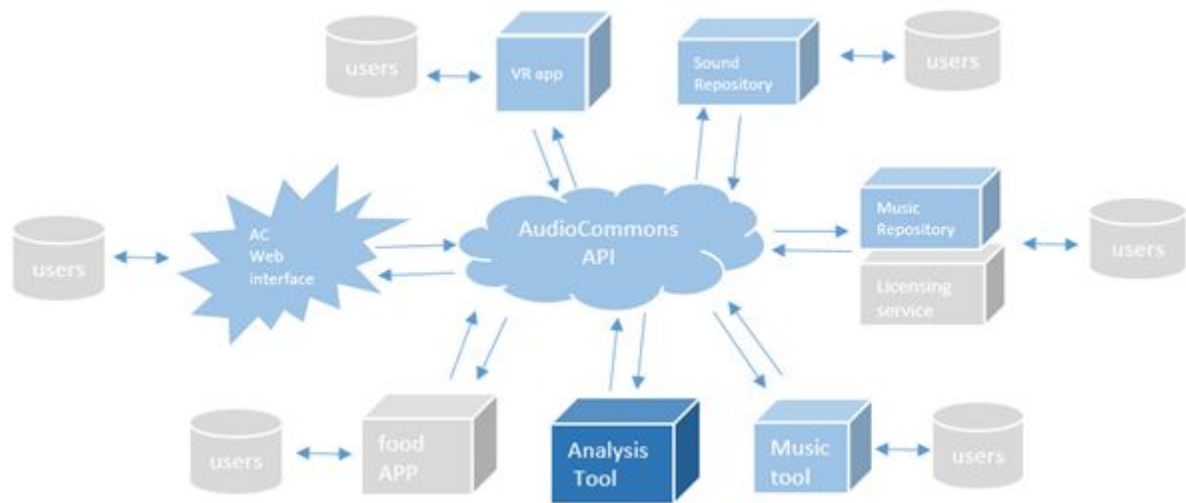 users
VR app
Sound
Repository
users
users
AC
Web
interface
AudioCommons
API
Music
Repository
Licensing
service
users
users
food
APP
Analysis
Tool
Music
tool
users